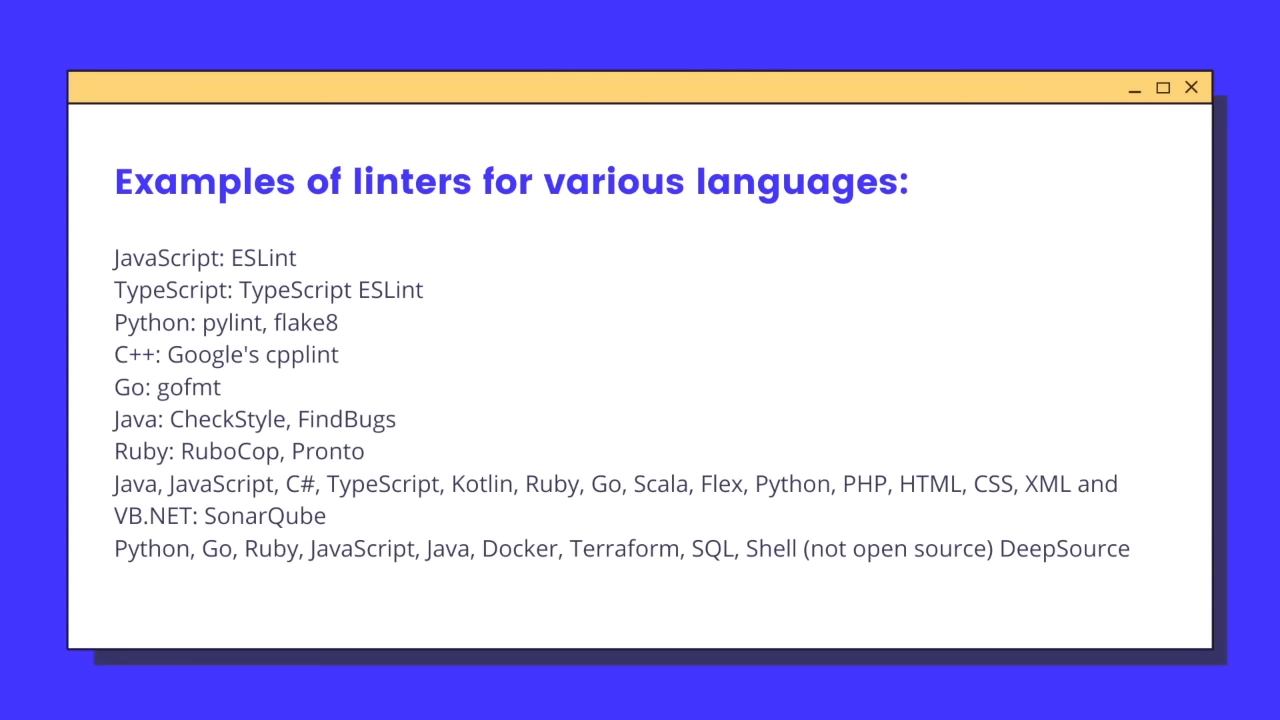 Examples of linters for various languages:
JavaScript: ESLint
TypeScript: TypeScript ESLint
Python: pylint, flake8
C++: Google's cpplint
Go: gofmt
Java: CheckStyle, FindBugs
Ruby: RuboCop, Pronto
Java, JavaScript, C#, TypeScript, Kotlin, Ruby, Go, Scala, Flex, Python, PHP, HTML, CSS, XML and
VB.NET: SonarQube
Python, Go, Ruby, JavaScript, Java, Docker, Terraform, SQL, Shell (not open source) DeepSource